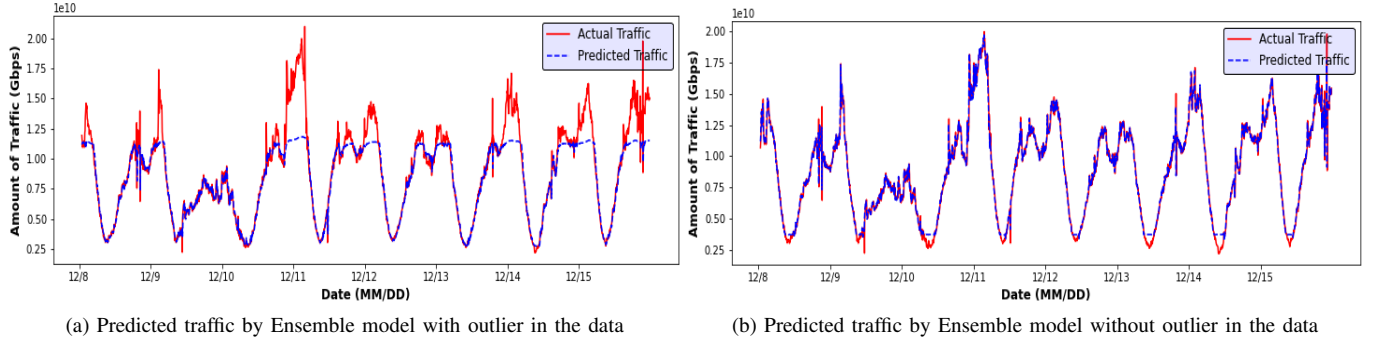 1e10
Amount of Traffic (Gbps)
2.00
1.75
1.50
1.25
1.00
0.75
0.50
0.25
Actual Traffic
Predicted Traffic
12/8 12/9 12/10 12/11 12/12 12/13 12/14 12/15
Date (MM/DD)
(a) Predicted traffic by Ensemble model with outlier in the data
1e10
Amount of Traffic (Gbps)
2.00
1.75
1.50
1.25
1.00
0.75
0.50
0.25
Actual Traffic
Predicted Traffic
12/8 12/9 12/10 12/11 12/12 12/13 12/14 12/15
Date (MM/DD)
(b) Predicted traffic by Ensemble model without outlier in the data